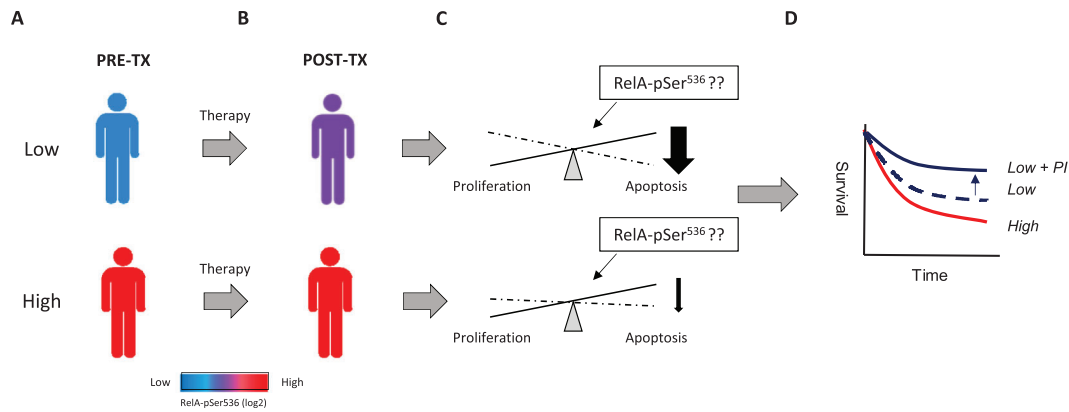 A
B
C
D
PRE-TX
POST-TX
Low
Therapy
RelA-pSer536 ??
Proliferation
Apoptosis
High
Therapy
RelA-pSer536 ??
Proliferation
Apoptosis
Survival
Low + PI
Low
High
Time
Low
High
RelA-pSer536 (log2)